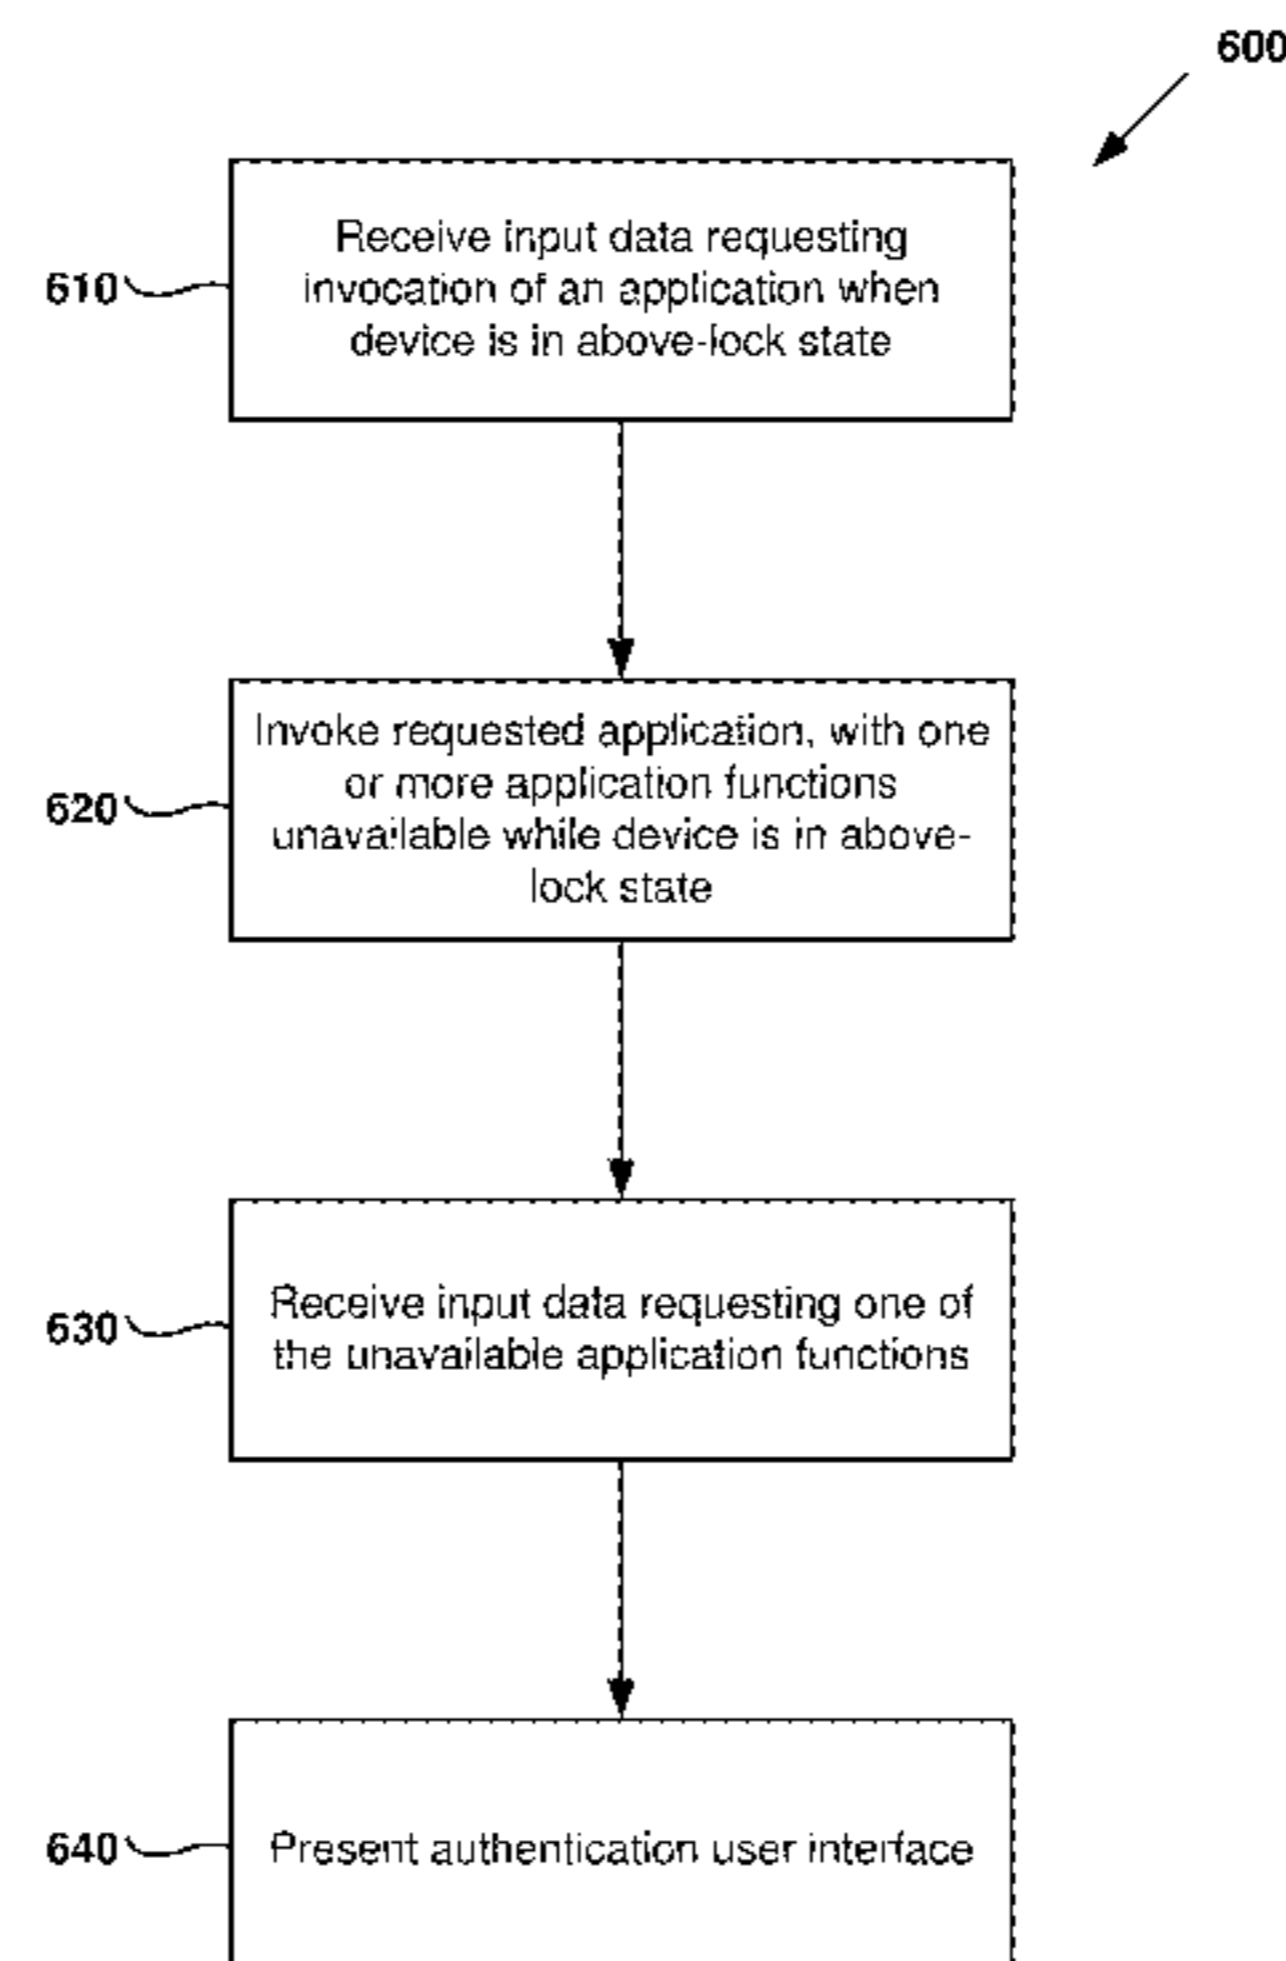 600
610
Receive input data requesting
invocation of an application when
device is in above-lock state
620
Invoke requested application, with one
or more application functions
unavailable while device is in above-
lock state
630
Receive input data requesting one of
the unavailable application functions
640
Present authentication user interface